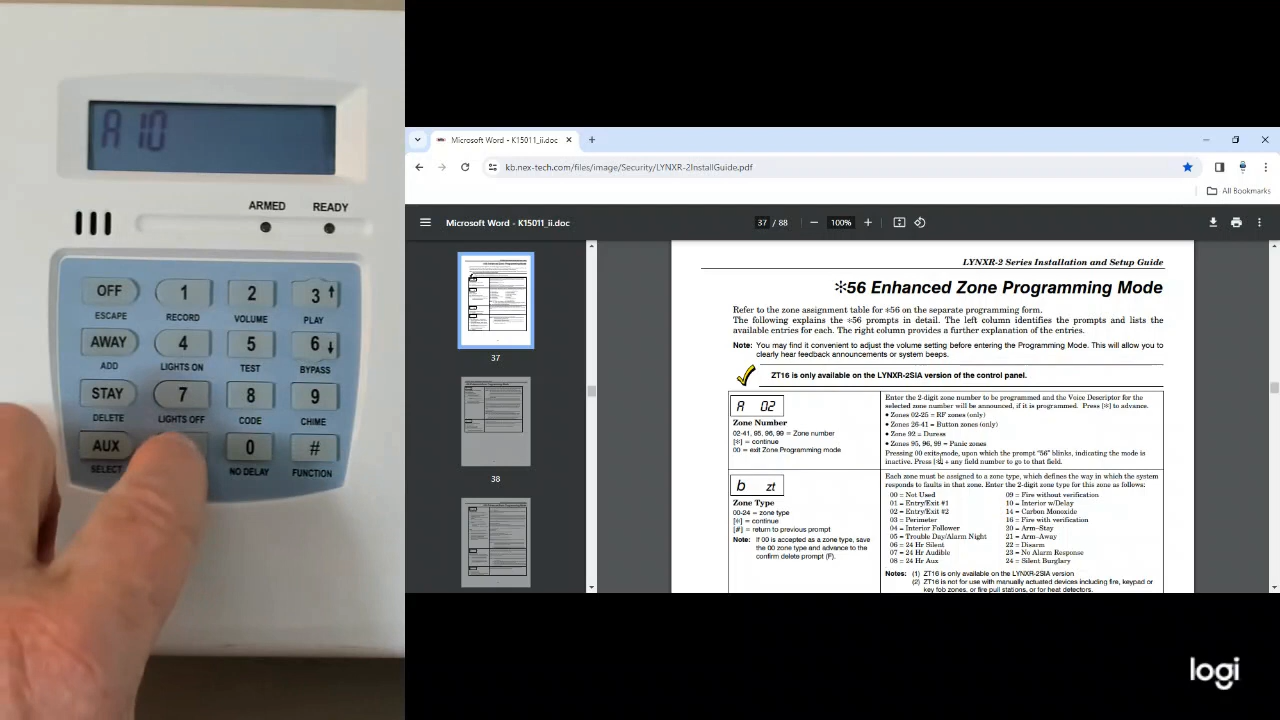 A 10
ARMED
READY
OFF
1
2
3
ESCAPE
RECORD
VOLUME
PLAY
AWAY
4
5
6
ADD
LIGHTS ON
TEST
BYPASS
STAY
7
8
9
DELETE
LIGHTS OFF
CODE
CHIME
AUX
0
#
SELECT
NO DELAY
FUNCTION
Microsoft Word - K15011_ii.doc
kb.nex-tech.com/files/image/Security/LYNXR-2InstallGuide.pdf
All Bookmarks
Microsoft Word - K15011_ii.doc
37 / 88
100%
37
38
LYNXR-2 Series Installation and Setup Guide
✻56 Enhanced Zone Programming Mode
Refer to the zone assignment table for ✻56 on the separate programming form.
The following explains the ✻56 prompts in detail. The left column identifies the prompts and lists the
available entries for each. The right column provides a further explanation of the entries.
Note: You may find it convenient to adjust the volume setting before entering the Programming Mode. This will allow you to
clearly hear feedback announcements or system beeps.
ZT16 is only available on the LYNXR-2SIA version of the control panel.
A 02
Zone Number
02-41, 95, 96, 99 = Zone number
[✻] = continue
00 = exit Zone Programming mode
Enter the 2-digit zone number to be programmed and the Voice Descriptor for the
selected zone number will be announced, if it is programmed. Press [✻] to advance.
• Zones 02-25 = RF zones (only)
• Zones 26-41 = Button zones (only)
• Zone 92 = Duress
• Zones 95, 96, 99 = Panic zones
Pressing 00 exits mode, upon which the prompt "56" blinks, indicating the mode is
inactive. Press [✻] + any field number to go to that field.
b zt
Zone Type
00-24 = zone type
[✻] = continue
[#] = return to previous prompt
Note: If 00 is accepted as a zone type, save
the 00 zone type and advance to the
confirm delete prompt (F).
Each zone must be assigned to a zone type, which defines the way in which the system
responds to faults in that zone. Enter the 2-digit zone type for this zone as follows:
00 = Not Used 09 = Fire without verification
01 = Entry/Exit #1 10 = Interior w/Delay
02 = Entry/Exit #2 14 = Carbon Monoxide
03 = Perimeter 16 = Fire with verification
04 = Interior Follower 20 = Arm–Stay
05 = Trouble Day/Alarm Night 21 = Arm–Away
06 = 24 Hr Silent 22 = Disarm
07 = 24 Hr Audible 23 = No Alarm Response
08 = 24 Hr Aux 24 = Silent Burglary
Notes: (1) ZT16 is only available on the LYNXR-2SIA version
(2) ZT16 is not for use with manually actuated devices including fire, keypad or
key fob zones, or fire pull stations, or for heat detectors.
logi